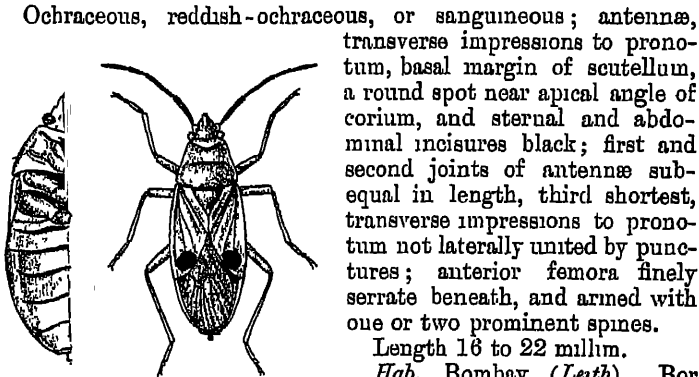 Ochraceous, reddish-ochraceous, or sanguineous; antennæ,
transverse impressions to prono-
tum, basal margin of scutellum,
a round spot near apical angle of
corium, and sternal and abdo-
minal incisures black; first and
second joints of antennæ sub-
equal in length, third shortest,
transverse impressions to prono-
tum not laterally united by punc-
tures; anterior femora finely
serrate beneath, and armed with
one or two prominent spines.
Length 16 to 22 millim.
Hab. Bombay (Leith). Bor